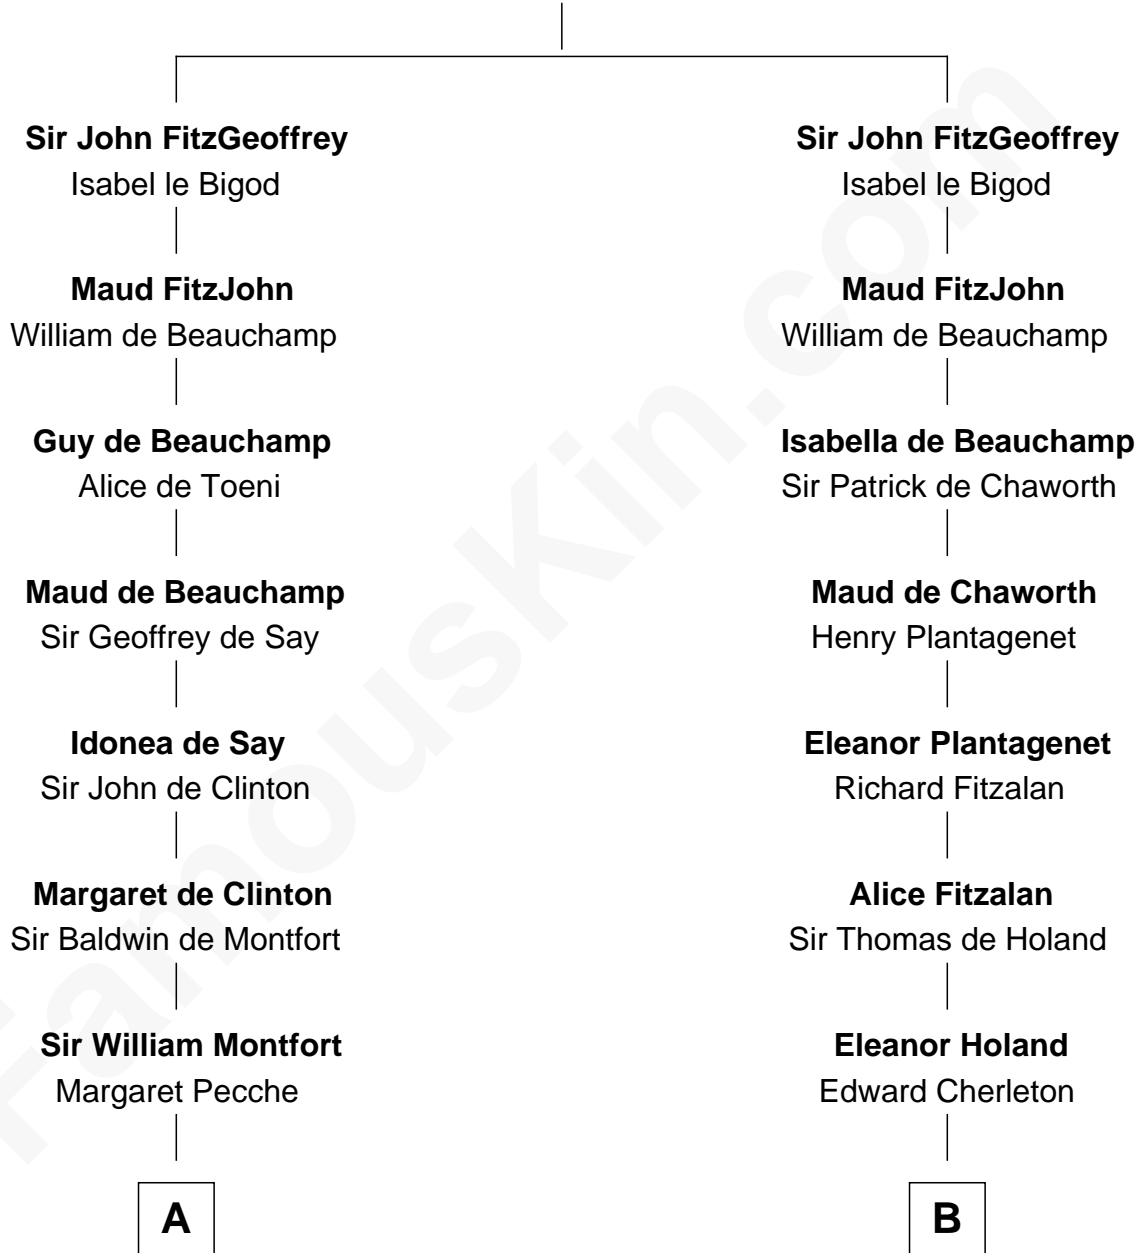 Sir John FitzGeoffrey
Isabel le Bigod
Maud FitzJohn
William de Beauchamp
Guy de Beauchamp
Alice de Toeni
Maud de Beauchamp
Sir Geoffrey de Say
Idonea de Say
Sir John de Clinton
Margaret de Clinton
Sir Baldwin de Montfort
Sir William Montfort
Margaret Pecche
A
Sir John FitzGeoffrey
Isabel le Bigod
Maud FitzJohn
William de Beauchamp
Isabella de Beauchamp
Sir Patrick de Chaworth
Maud de Chaworth
Henry Plantagenet
Eleanor Plantagenet
Richard Fitzalan
Alice Fitzalan
Sir Thomas de Holand
Eleanor Holand
Edward Cherleton
B
FamousKin.com